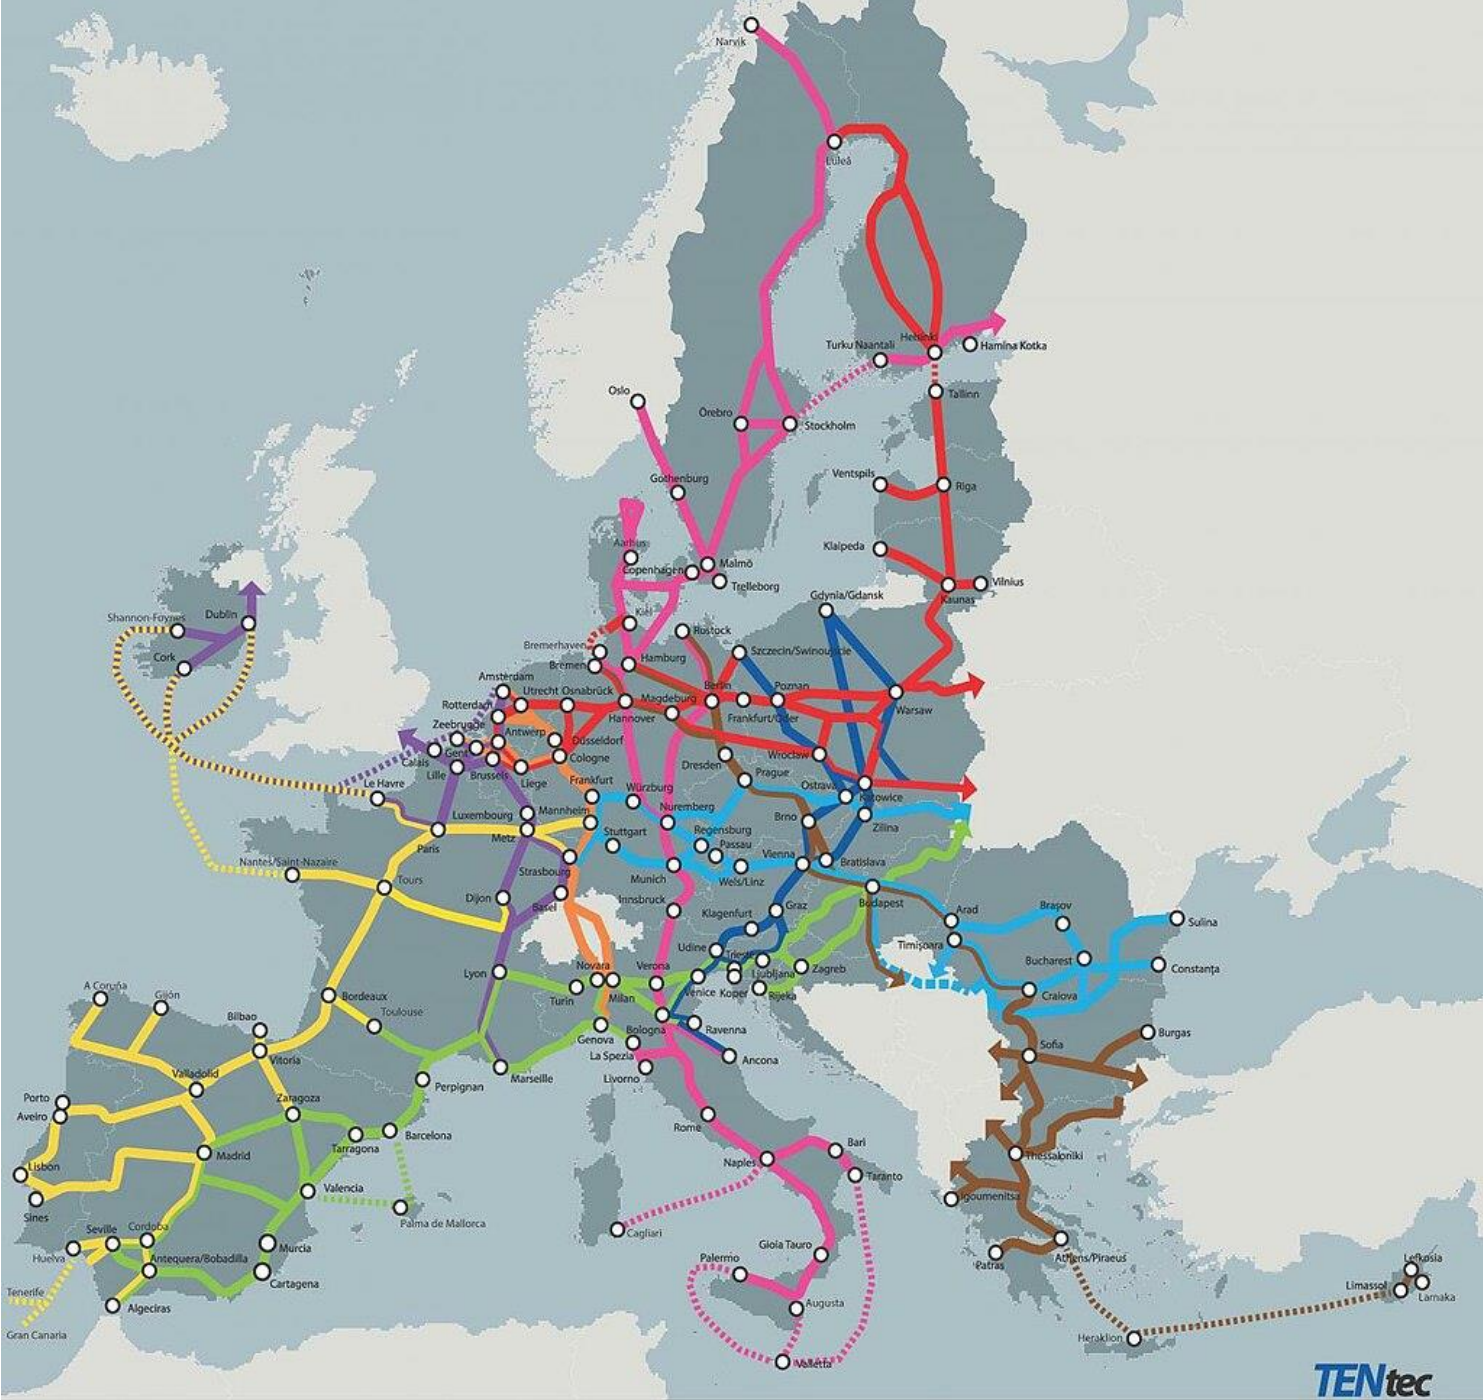 Narvik
Luleå
Helsinki
Turku Naantali
Hamina Kotka
Tallinn
Oslo
Örebro
Stockholm
Ventspils
Riga
Gothenburg
Klaipeda
Aarhus
Malmö
Copenhagen
Trelleborg
Vilnius
Kaunas
Gdynia/Gdansk
Shannon-Foynes
Dublin
Kiel
Rostock
Cork
Bremerhaven
Szczecin/Swinoujscie
Bremen
Hamburg
Amsterdam
Utrecht
Osnabrück
Magdeburg
Berlin
Poznan
Rotterdam
Hannover
Frankfurt/Oder
Warsaw
Zeebrugge
Antwerp
Düsseldorf
Gent
Cologne
Wroclaw
Calais
Dresden
Lille
Brussels
Liege
Frankfurt
Prague
Le Havre
Würzburg
Ostrava
Katowice
Luxembourg
Mannheim
Nuremberg
Brno
Zilina
Metz
Stuttgart
Regensburg
Paris
Passau
Vienna
Bratislava
Nantes/Saint-Nazaire
Strasbourg
Munich
Wels/Linz
Tours
Dijon
Basel
Innsbruck
Klagenfurt
Graz
Budapest
Arad
Braşov
Sulina
Udine
Trieste
Timişoara
Bucharest
Constanţa
Lyon
Novara
Verona
Ljubljana
Zagreb
Turin
Milan
Venice
Koper
Rijeka
Craiova
A Coruña
Gijón
Bordeaux
Bilbao
Toulouse
Genova
Bologna
Ravenna
Burgas
Vitoria
La Spezia
Ancona
Sofia
Valladolid
Marseille
Livorno
Perpignan
Porto
Aveiro
Zaragoza
Rome
Tarragona
Barcelona
Bari
Madrid
Thessaloniki
Lisbon
Naples
Taranto
Valencia
Igoumenitsa
Sines
Palma de Mallorca
Seville
Cordoba
Cagliari
Huelva
Antequera/Bobadilla
Murcia
Gioia Tauro
Athens/Piraeus
Palermo
Patras
Lefkosia
Cartagena
Limassol
Larnaka
Tenerife
Algeciras
Augusta
Gran Canaria
Heraklion
Valletta
TENtec